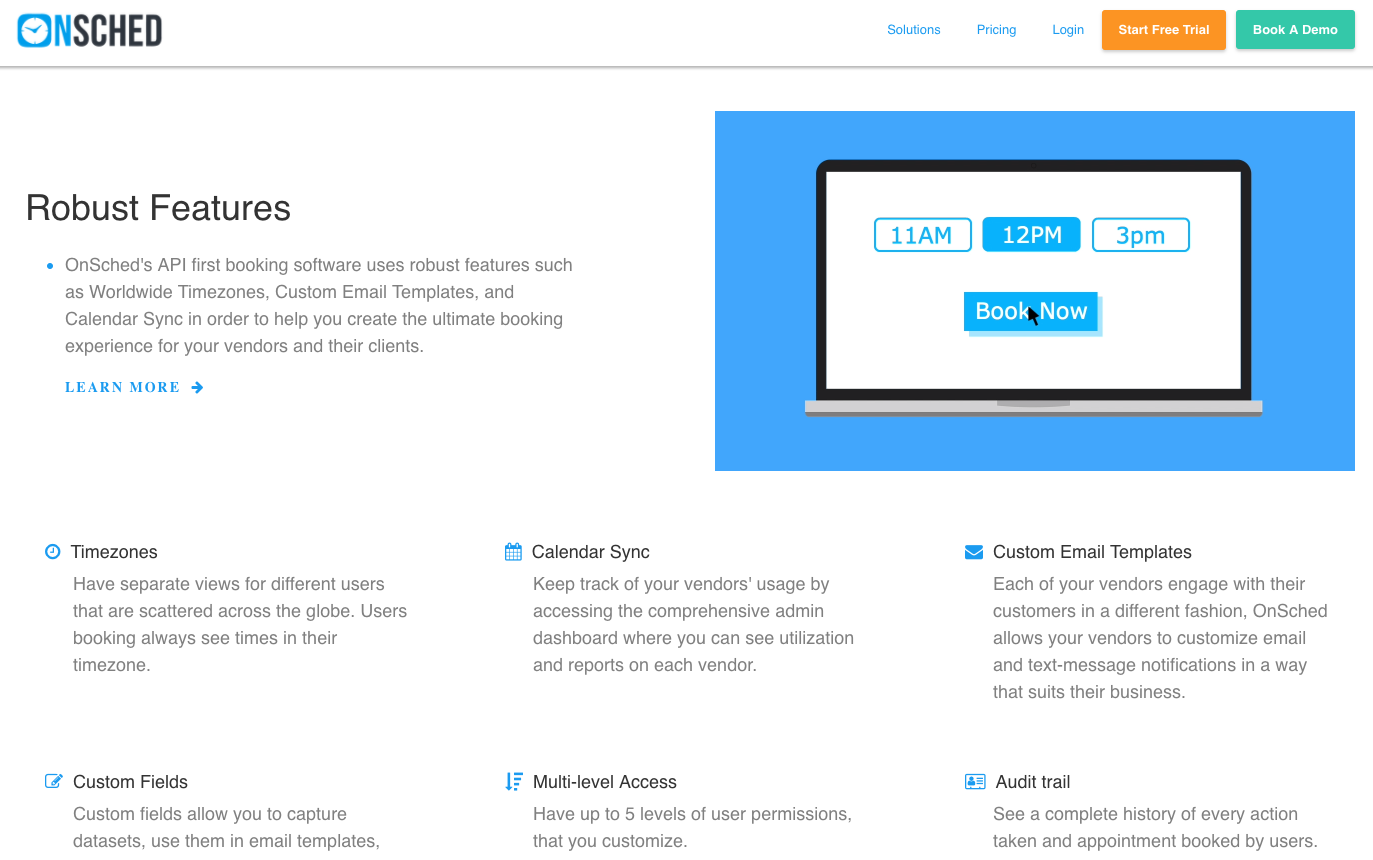 ONSCHED
Solutions
Pricing
Login
Start Free Trial
Book A Demo
Robust Features
OnSched's API first booking software uses robust features such
as Worldwide Timezones, Custom Email Templates, and
Calendar Sync in order to help you create the ultimate booking
experience for your vendors and their clients.
LEARN MORE
11AM
12PM
3pm
Book Now
Timezones
Have separate views for different users
that are scattered across the globe. Users
booking always see times in their
timezone.
Calendar Sync
Keep track of your vendors' usage by
accessing the comprehensive admin
dashboard where you can see utilization
and reports on each vendor.
Custom Email Templates
Each of your vendors engage with their
customers in a different fashion, OnSched
allows your vendors to customize email
and text-message notifications in a way
that suits their business.
Custom Fields
Custom fields allow you to capture
datasets, use them in email templates,
Multi-level Access
Have up to 5 levels of user permissions,
that you customize.
Audit trail
See a complete history of every action
taken and appointment booked by users.